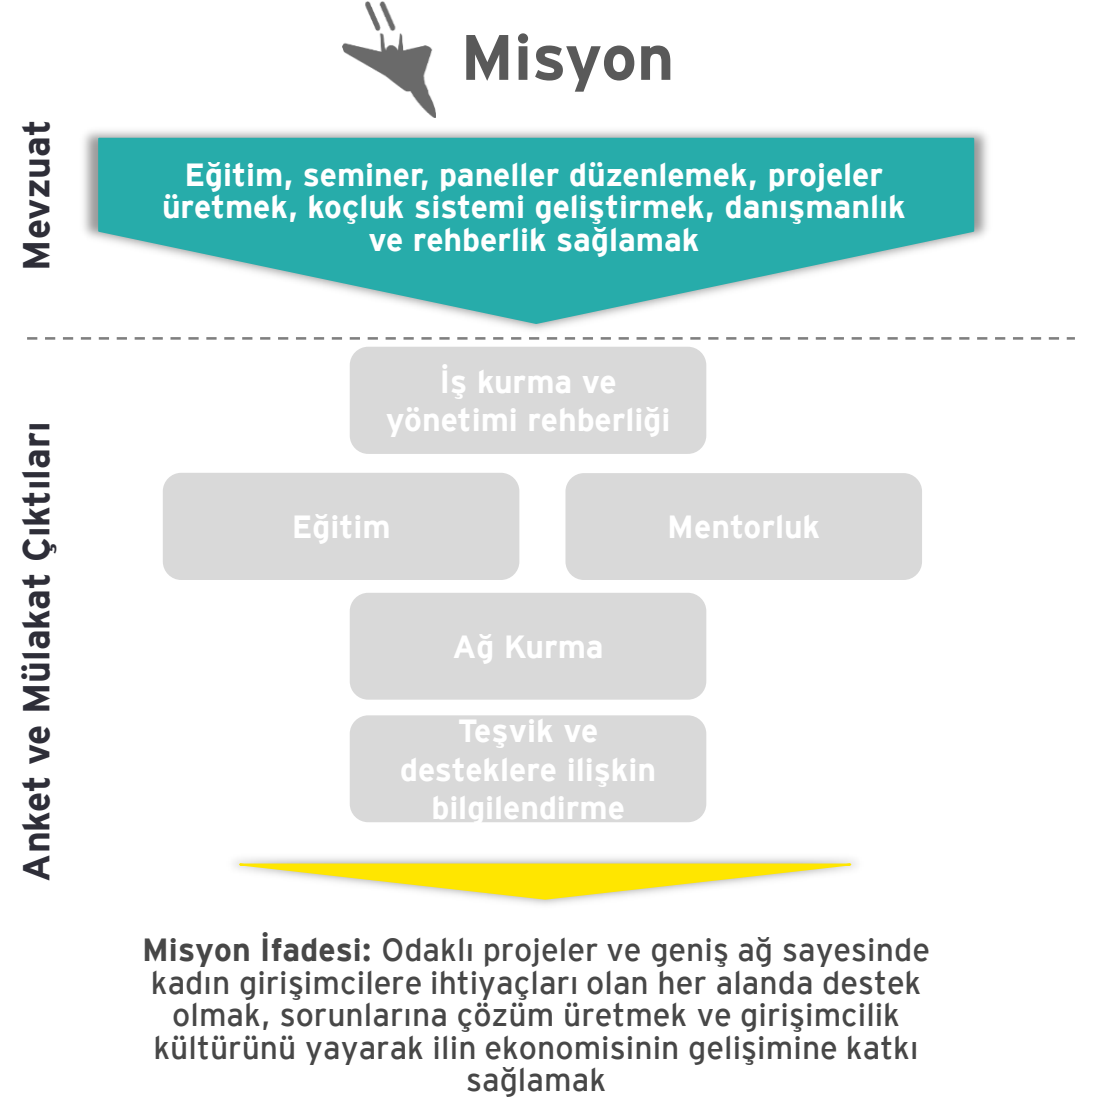 Misyon
Mevzuat
Eğitim, seminer, paneller düzenlemek, projeler
üretmek, koçluk sistemi geliştirmek, danışmanlık
ve rehberlik sağlamak
Anket ve Mülakat Çıktıları
İş kurma ve
yönetimi rehberliği
Eğitim
Mentorluk
Ağ Kurma
Teşvik ve
desteklere ilişkin
bilgilendirme
Misyon İfadesi: Odaklı projeler ve geniş ağ sayesinde
kadın girişimcilere ihtiyaçları olan her alanda destek
olmak, sorunlarına çözüm üretmek ve girişimcilik
kültürünü yayarak ilin ekonomisinin gelişimine katkı
sağlamak